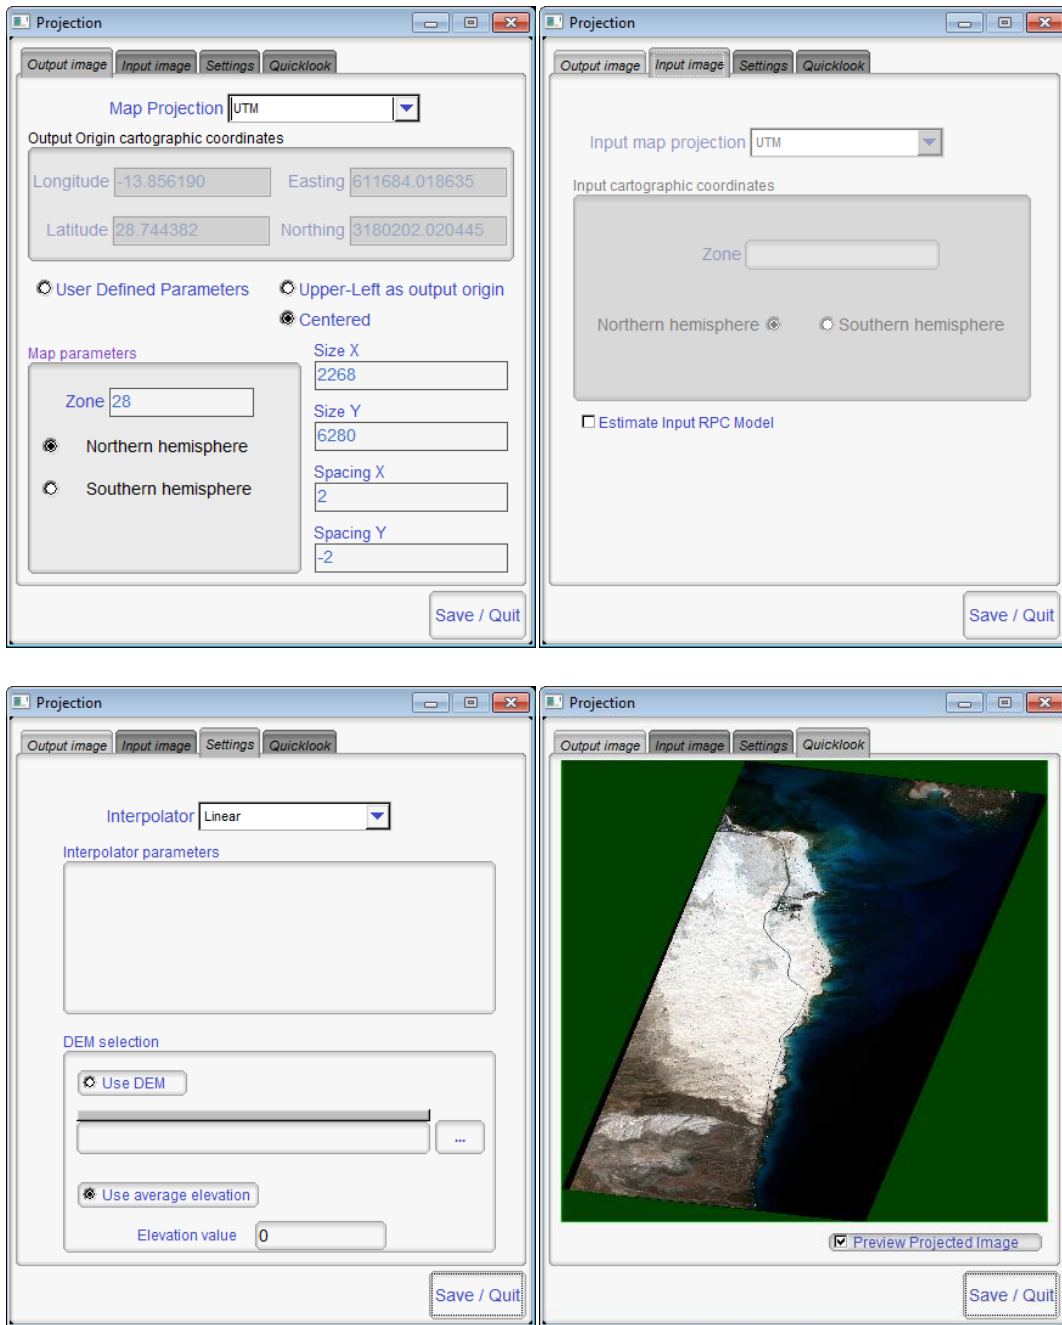 Projection
Output image Input image Settings Quicklook
Map Projection UTM
Output Origin cartographic coordinates
Longitude -13.856190 Easting 611684.018635
Latitude 28.744382 Northing 3180202.020445
User Defined Parameters Upper-Left as output origin
Centered
Map parameters
Size X
2268
Zone 28
Size Y
6280
Northern hemisphere
Spacing X
2
Southern hemisphere
Spacing Y
-2
Save / Quit
Projection
Output image Input image Settings Quicklook
Input map projection UTM
Input cartographic coordinates
Zone
Northern hemisphere Southern hemisphere
Estimate Input RPC Model
Save / Quit
Projection
Output image Input image Settings Quicklook
Interpolator Linear
Interpolator parameters
DEM selection
Use DEM
...
Use average elevation
Elevation value 0
Save / Quit
Projection
Output image Input image Settings Quicklook
Preview Projected Image
Save / Quit